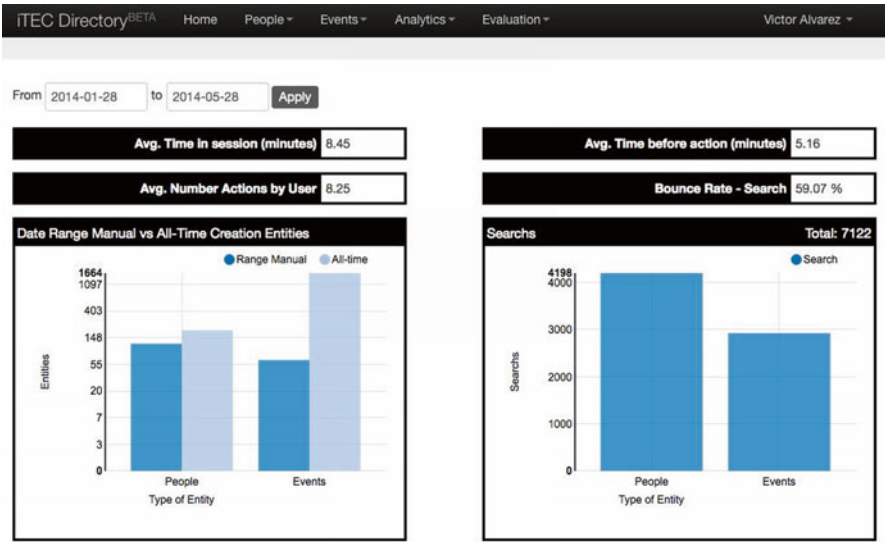 iTEC Directory BETA Home People Events Analytics Evaluation Victor Alvarez
From 2014-01-28 to 2014-05-28 Apply
Avg. Time in session (minutes) 8.45
Avg. Time before action (minutes) 5.16
Avg. Number Actions by User 8.25
Bounce Rate - Search 59.07 %
Date Range Manual vs All-Time Creation Entities
Range Manual All-time
1664
1097
403
148
55
20
7
3
0
Entities
People Events
Type of Entity
Searchs Total: 7122
Search
4198
4000
3000
2000
1000
0
Searchs
People Events
Type of Entity